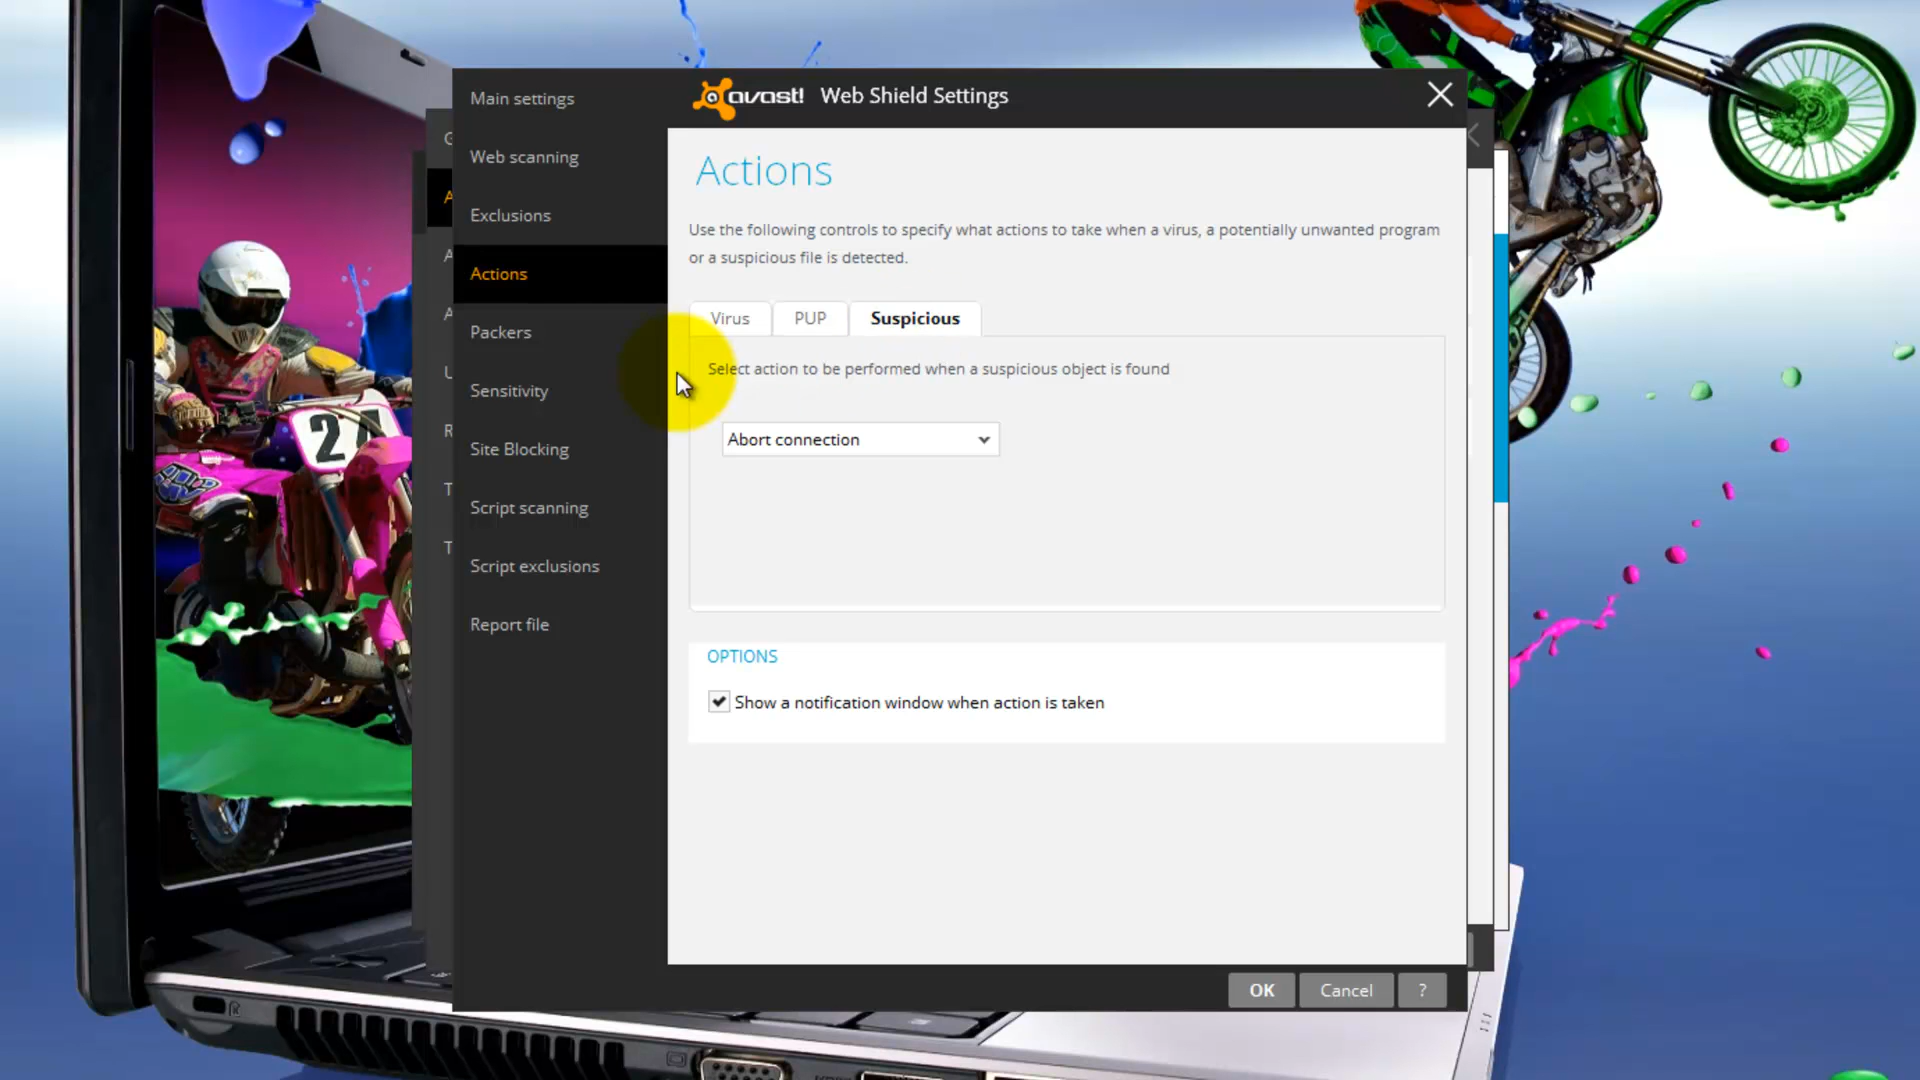 Main settings
Web scanning
Exclusions
Actions
Packers
Sensitivity
Site Blocking
Script scanning
Script exclusions
Report file
avast! Web Shield Settings
Actions
Use the following controls to specify what actions to take when a virus, a potentially unwanted program
or a suspicious file is detected.
Virus PUP Suspicious
Select action to be performed when a suspicious object is found
Abort connection
OPTIONS
Show a notification window when action is taken
OK Cancel ?